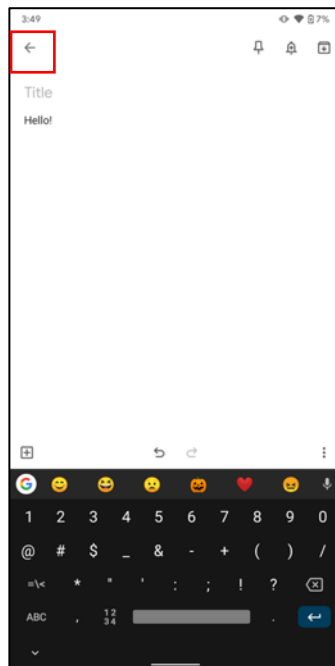 3:49 7%
Title
Hello!
G
1 2 3 4 5 6 7 8 9 0
@ # $ _ & - + ( ) /
=\< * " ' : ; ! ?
ABC , 12 34 .